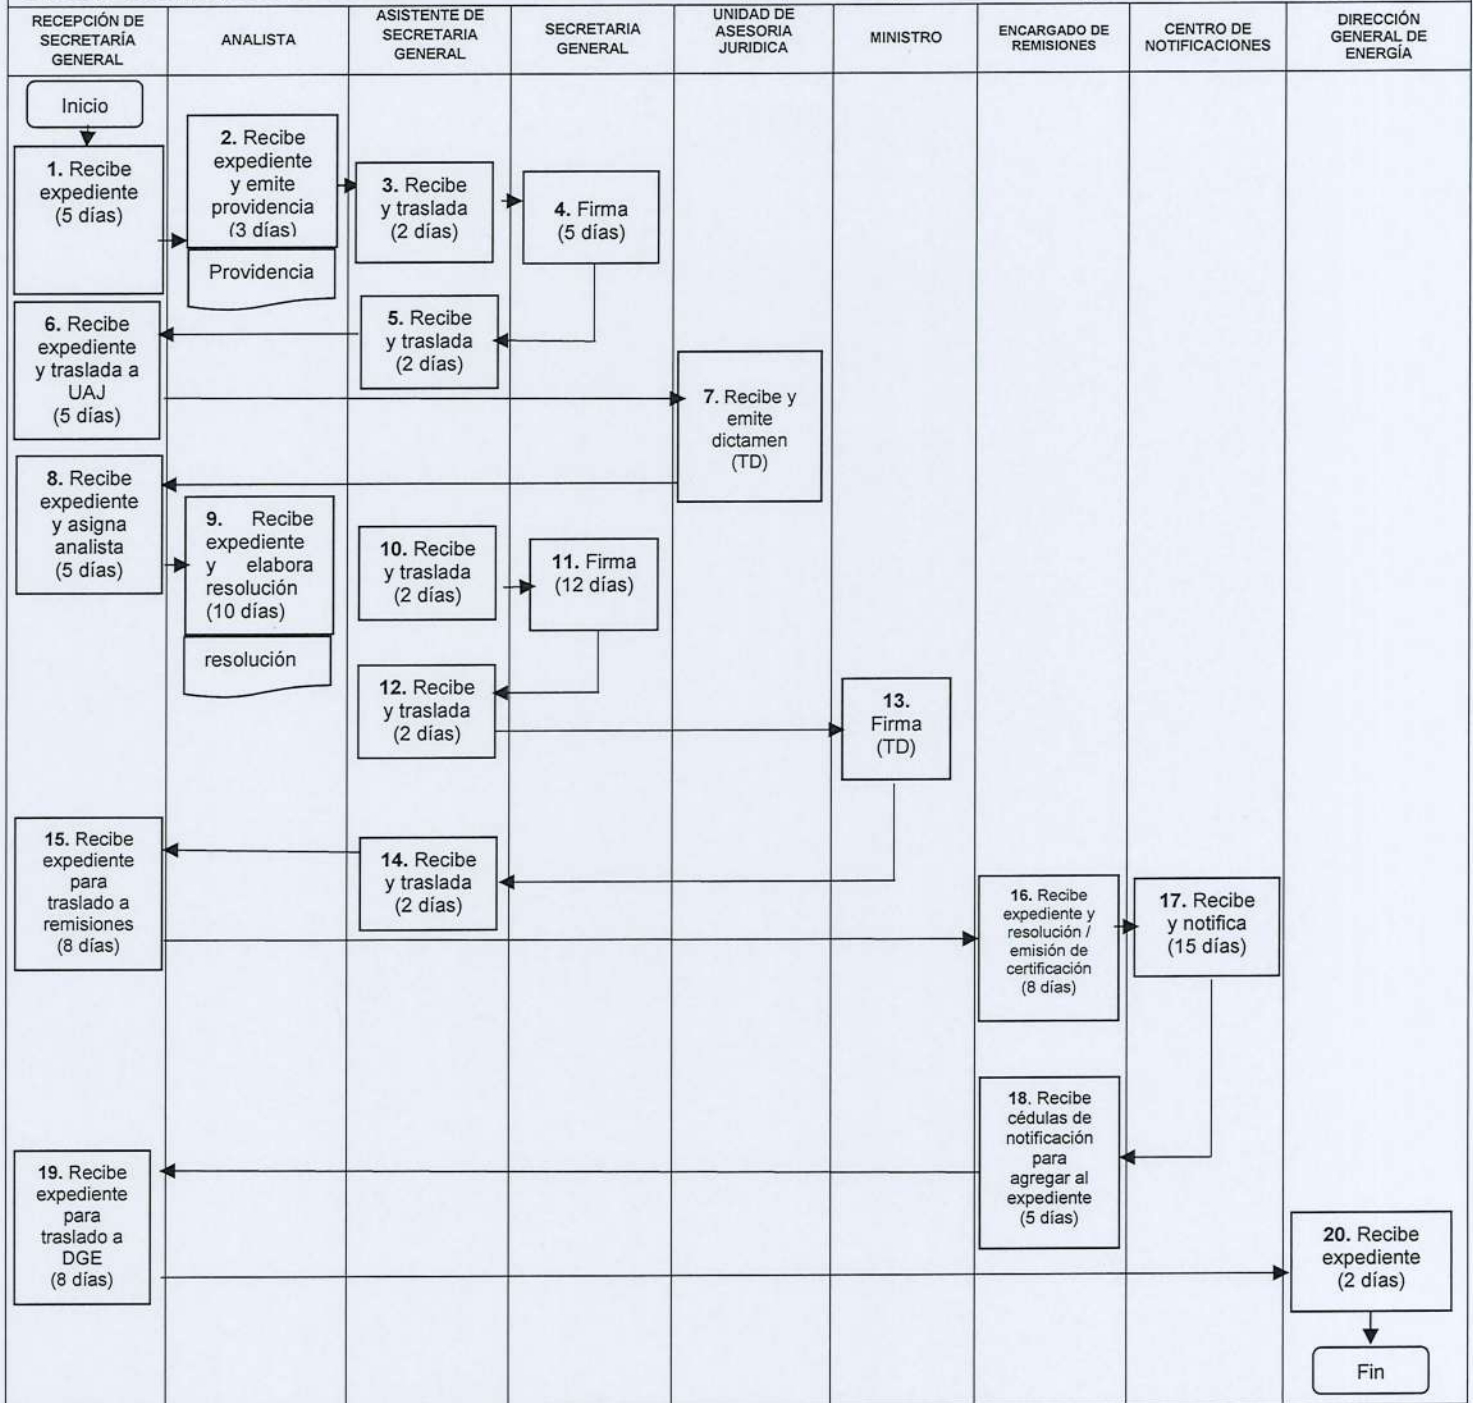 RECEPCIÓN DE
SECRETARÍA
GENERAL
ANALISTA
ASISTENTE DE
SECRETARIA
GENERAL
SECRETARIA
GENERAL
UNIDAD DE
ASESORIA
JURIDICA
MINISTRO
ENCARGADO DE
REMISIONES
CENTRO DE
NOTIFICACIONES
DIRECCIÓN
GENERAL DE
ENERGÍA
Inicio
1. Recibe
expediente
(5 días)
2. Recibe
expediente
y emite
providencia
(3 días)
Providencia
3. Recibe
y traslada
(2 días)
4. Firma
(5 días)
5. Recibe
y traslada
(2 días)
6. Recibe
expediente
y traslada a
UAJ
(5 días)
7. Recibe y
emite
dictamen
(TD)
8. Recibe
expediente
y asigna
analista
(5 días)
9. Recibe
expediente
y elabora
resolución
(10 días)
resolución
10. Recibe
y traslada
(2 días)
11. Firma
(12 días)
12. Recibe
y traslada
(2 días)
13.
Firma
(TD)
14. Recibe
y traslada
(2 días)
15. Recibe
expediente
para
traslado a
remisiones
(8 días)
16. Recibe
expediente y
resolución /
emisión de
certificación
(8 días)
17. Recibe
y notifica
(15 días)
18. Recibe
cédulas de
notificación
para
agregar al
expediente
(5 días)
19. Recibe
expediente
para
traslado a
DGE
(8 días)
20. Recibe
expediente
(2 días)
Fin